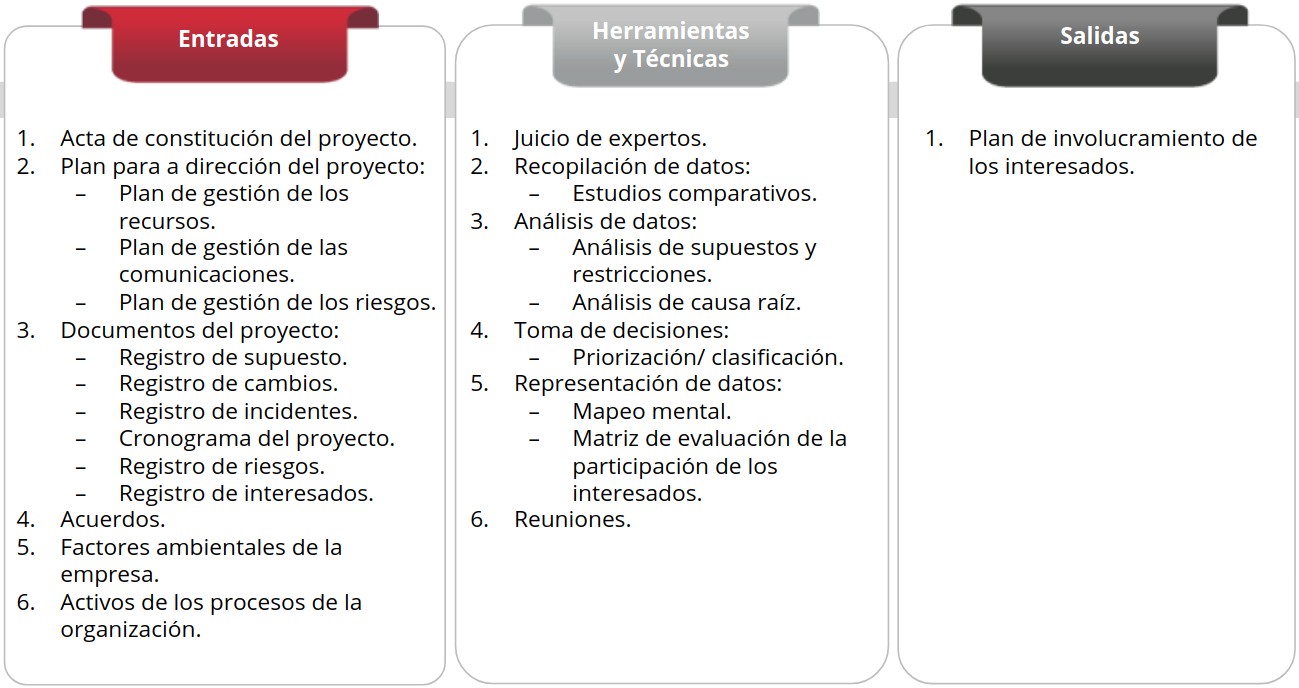 Entradas
1. Acta de constitución del proyecto.
2. Plan para a dirección del proyecto:
– Plan de gestión de los
recursos.
– Plan de gestión de las
comunicaciones.
– Plan de gestión de los riesgos.
3. Documentos del proyecto:
– Registro de supuesto.
– Registro de cambios.
– Registro de incidentes.
– Cronograma del proyecto.
– Registro de riesgos.
– Registro de interesados.
4. Acuerdos.
5. Factores ambientales de la
empresa.
6. Activos de los procesos de la
organización.
Herramientas
y Técnicas
1. Juicio de expertos.
2. Recopilación de datos:
– Estudios comparativos.
3. Análisis de datos:
– Análisis de supuestos y
restricciones.
– Análisis de causa raíz.
4. Toma de decisiones:
– Priorización/ clasificación.
5. Representación de datos:
– Mapeo mental.
– Matriz de evaluación de la
participación de los
interesados.
6. Reuniones.
Salidas
1. Plan de involucramiento de
los interesados.